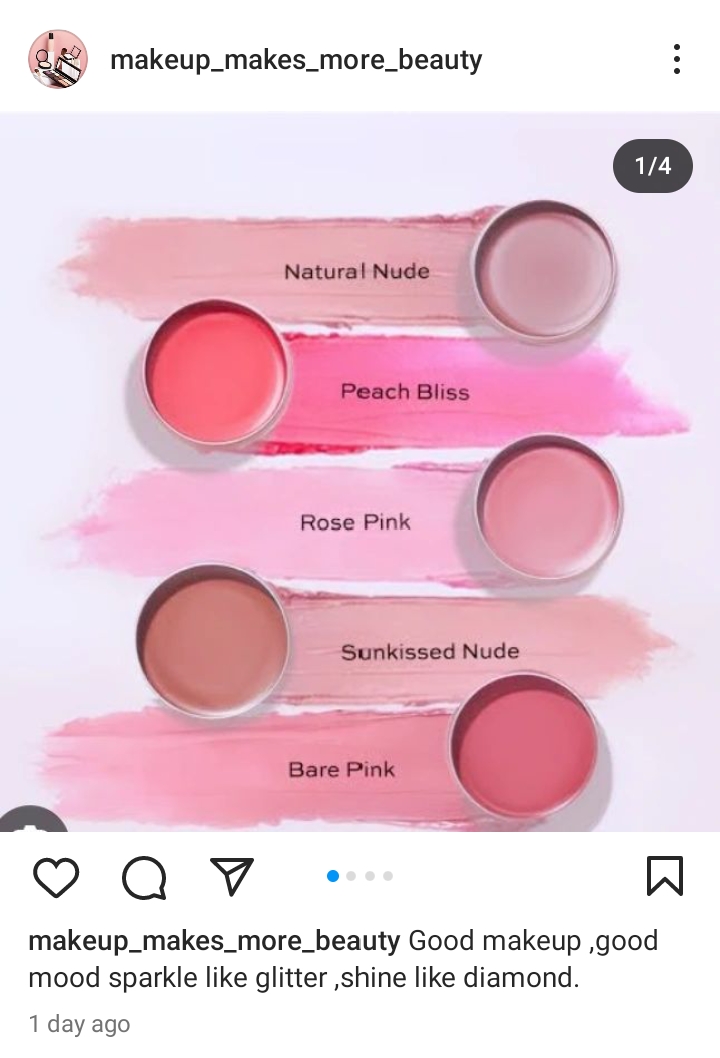 makeup_makes_more_beauty
1/4
Natural Nude
Peach Bliss
Rose Pink
Sunkissed Nude
Bare Pink
makeup_makes_more_beauty Good makeup ,good
mood sparkle like glitter ,shine like diamond.
1 day ago